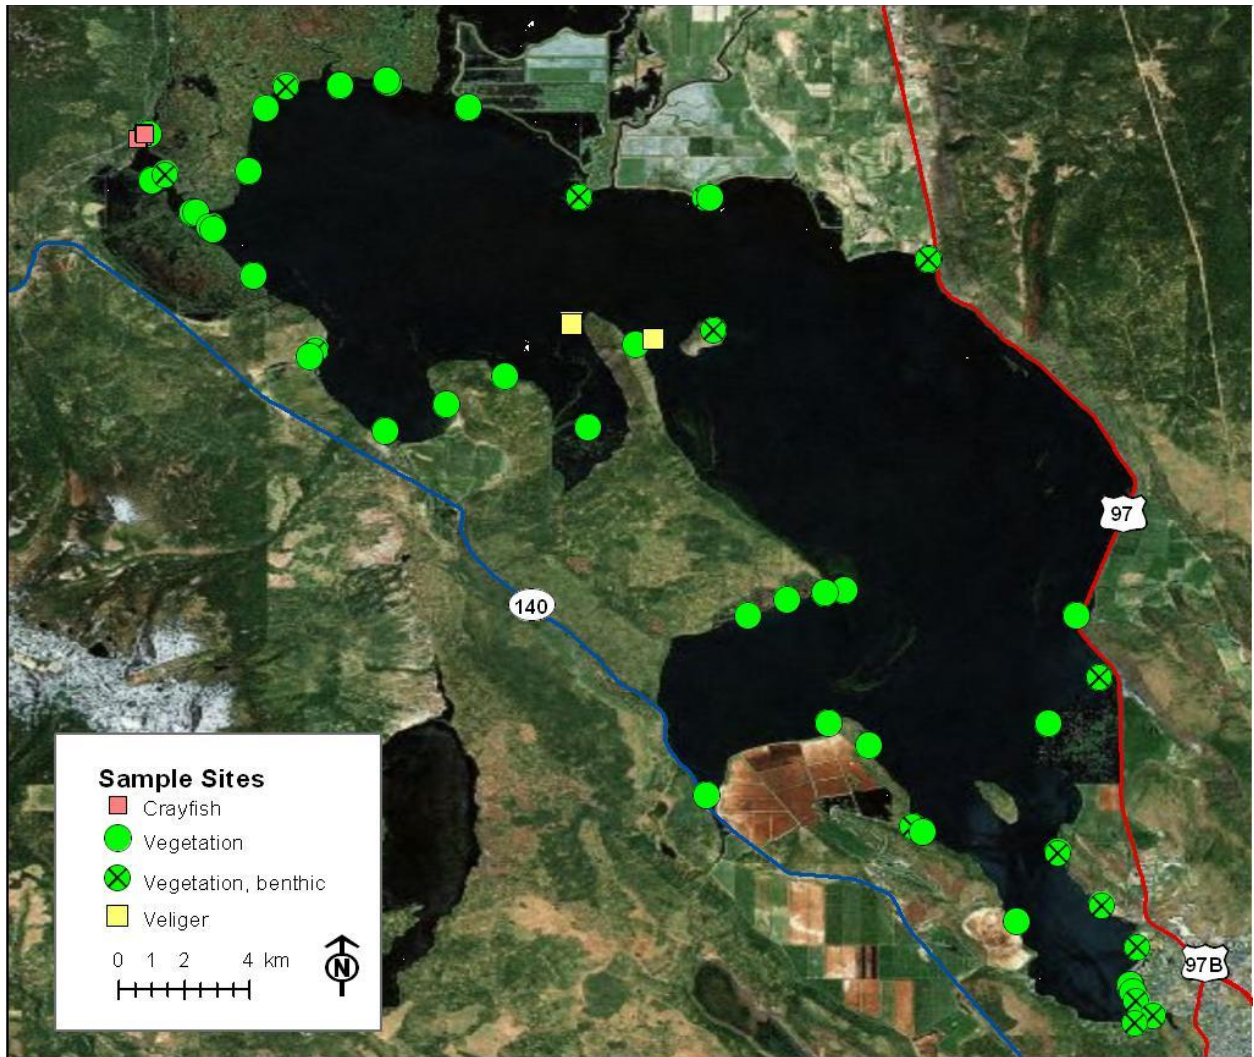 97
140
Sample Sites
Crayfish
Vegetation
Vegetation, benthic
Veliger
0 1 2 4 km
N
97B